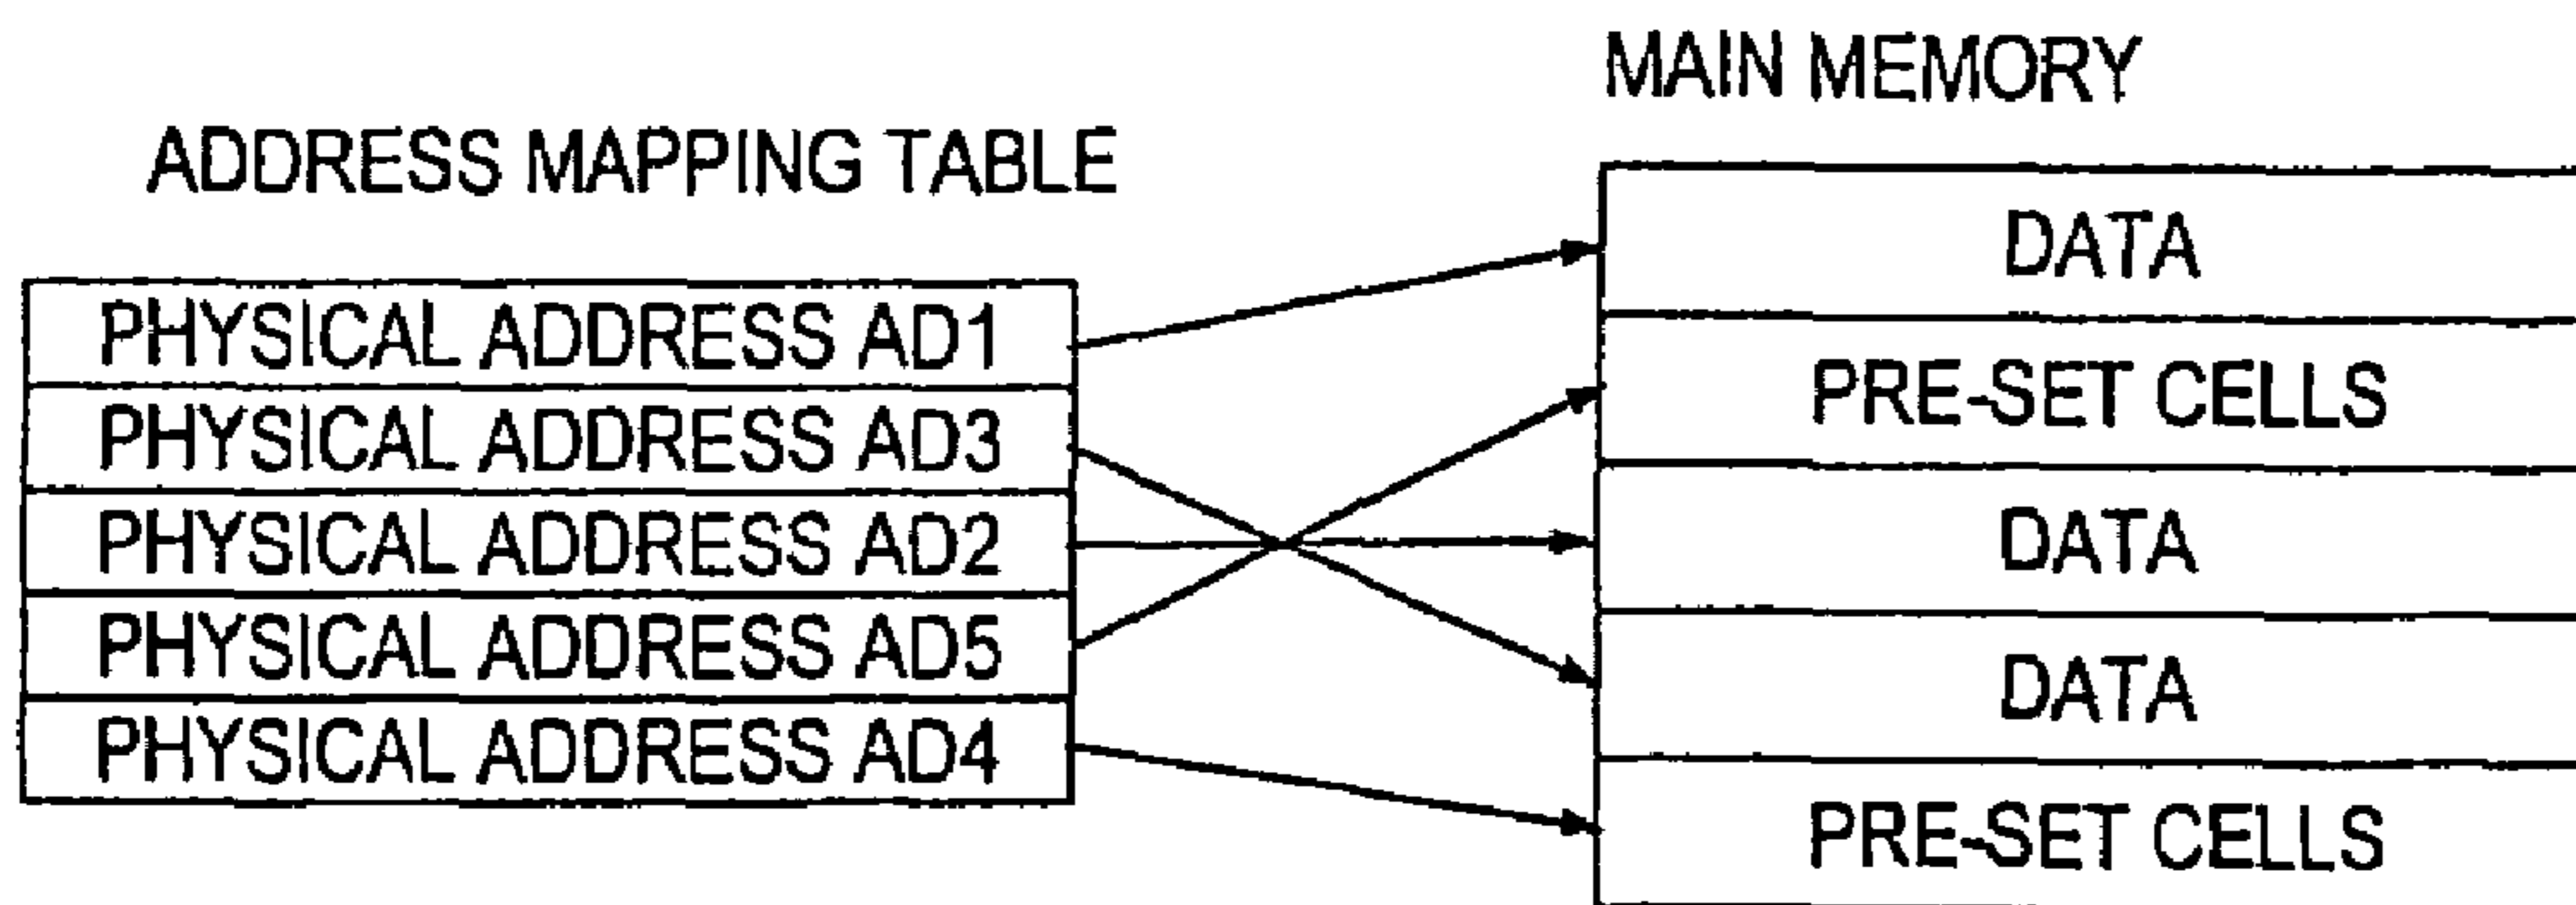 MAIN MEMORY
ADDRESS MAPPING TABLE
PHYSICAL ADDRESS AD1
PHYSICAL ADDRESS AD3
PHYSICAL ADDRESS AD2
PHYSICAL ADDRESS AD5
PHYSICAL ADDRESS AD4
DATA
PRE-SET CELLS
DATA
DATA
PRE-SET CELLS